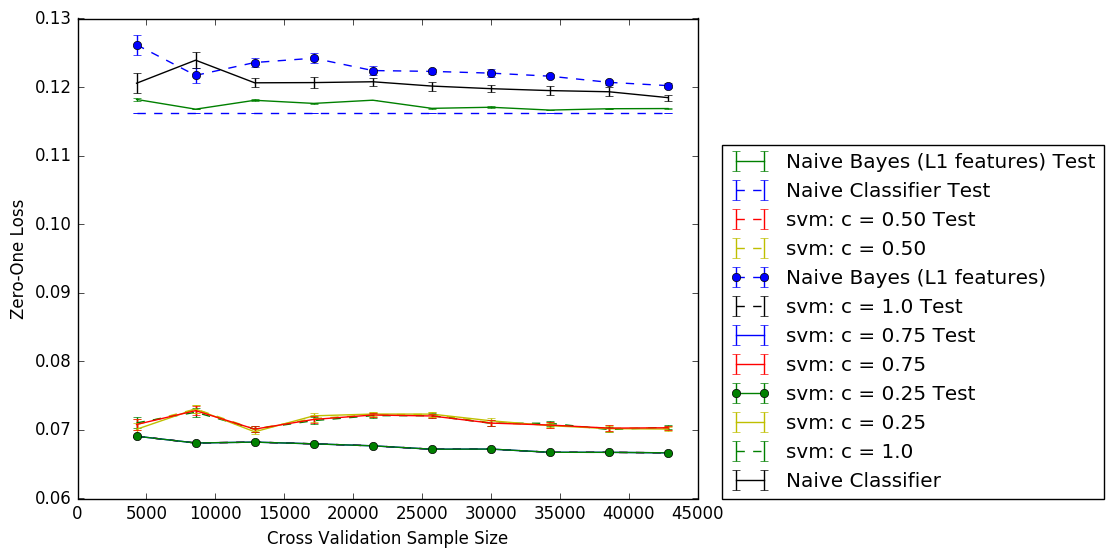 0.13
0.12
0.11
0.10
0.09
0.08
0.07
0.06
Zero-One Loss
0
5000
10000
15000
20000
25000
30000
35000
40000
45000
Cross Validation Sample Size
Naive Bayes (L1 features) Test
Naive Classifier Test
svm: c = 0.50 Test
svm: c = 0.50
Naive Bayes (L1 features)
svm: c = 1.0 Test
svm: c = 0.75 Test
svm: c = 0.75
svm: c = 0.25 Test
svm: c = 0.25
svm: c = 1.0
Naive Classifier